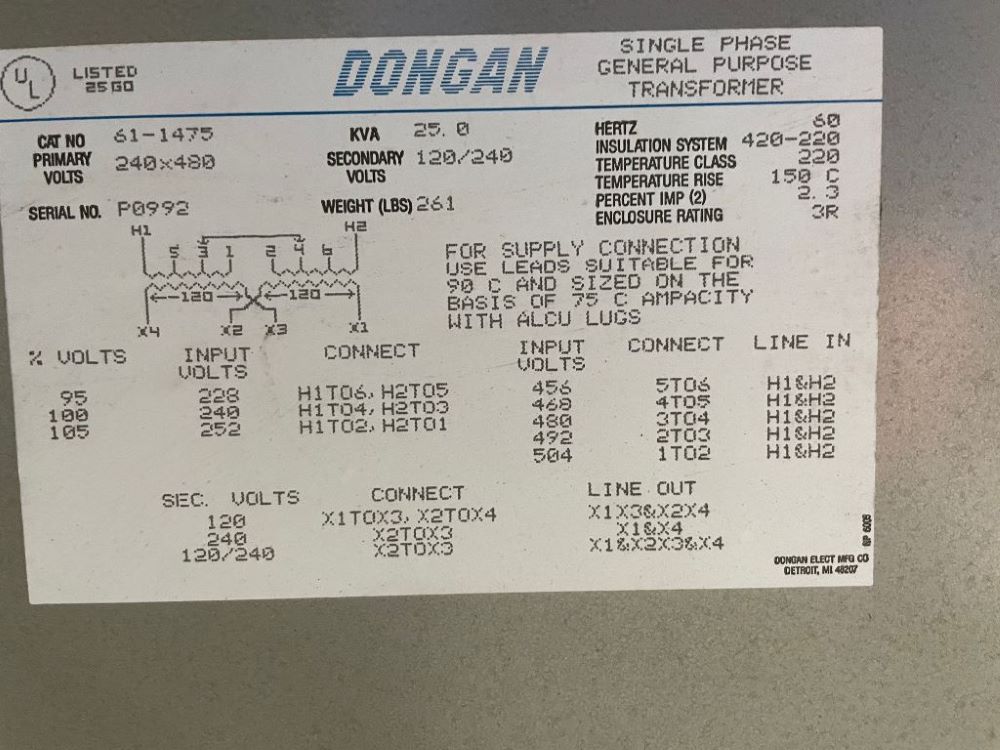 UL LISTED
25 GO
DONGAN
SINGLE PHASE
GENERAL PURPOSE
TRANSFORMER
CAT NO 61-1475
PRIMARY VOLTS 240x480
SERIAL NO. P0992
KVA 25.0
SECONDARY VOLTS 120/240
WEIGHT (LBS) 261
HERTZ 60
INSULATION SYSTEM 420-220
TEMPERATURE CLASS 220
TEMPERATURE RISE 150 C
PERCENT IMP (2) 2.3
ENCLOSURE RATING 3R
H1 H2
5 3 1 2 4 6
120 120
X4 X2 X3 X1
FOR SUPPLY CONNECTION
USE LEADS SUITABLE FOR
90 C AND SIZED ON THE
BASIS OF 75 C AMPACITY
WITH ALCU LUGS
% VOLTS INPUT VOLTS CONNECT
95 228 H1TO6, H2TO5
100 240 H1TO4, H2TO3
105 252 H1TO2, H2TO1
INPUT VOLTS CONNECT LINE IN
456 5TO6 H1&H2
468 4TO5 H1&H2
480 3TO4 H1&H2
492 2TO3 H1&H2
504 1TO2 H1&H2
SEC. VOLTS CONNECT LINE OUT
120 X1TOX3, X2TOX4 X1X3&X2X4
240 X2TOX3 X1&X4
120/240 X2TOX3 X1&X2X3&X4
DONGAN ELECT MFG CO
DETROIT, MI 48207